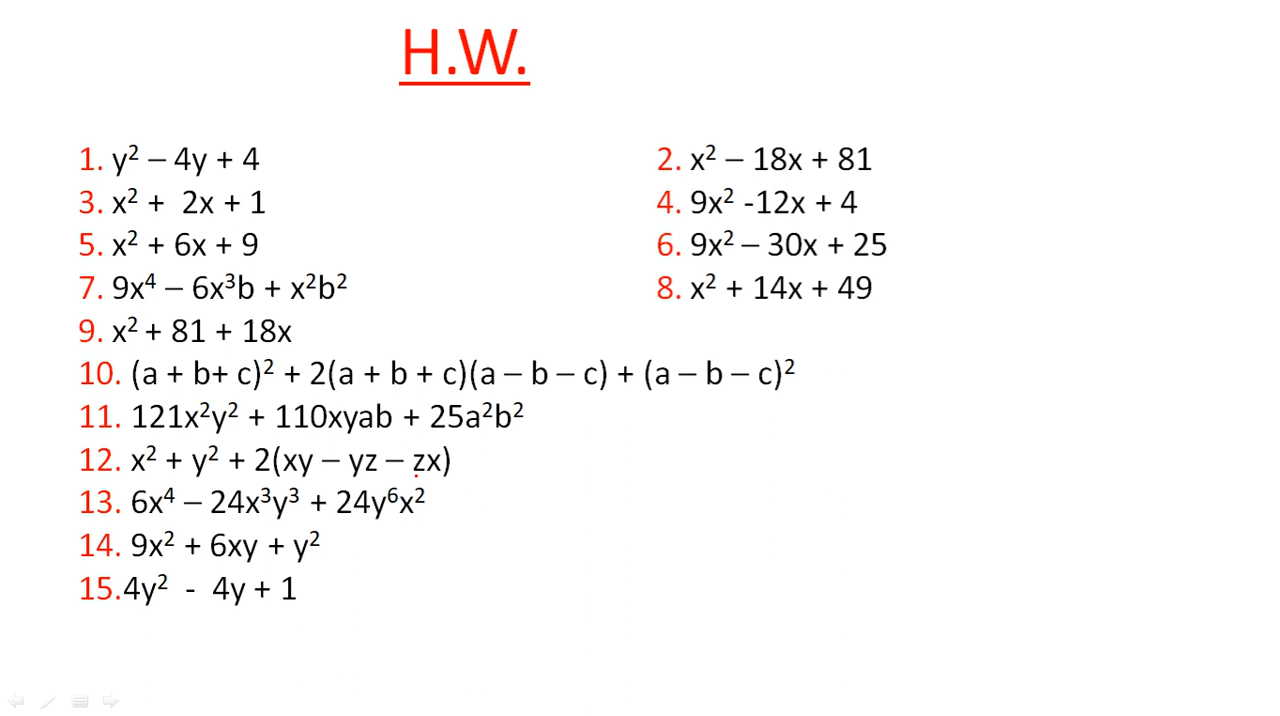 H.W.
1. y² – 4y + 4
2. x² – 18x + 81
3. x² +  2x + 1
4. 9x² -12x + 4
5. x² + 6x + 9
6. 9x² – 30x + 25
7. 9x⁴ – 6x³b + x²b²
8. x² + 14x + 49
9. x² + 81 + 18x
10. (a + b+ c)² + 2(a + b + c)(a – b – c) + (a – b – c)²
11. 121x²y² + 110xyab + 25a²b²
12. x² + y² + 2(xy – yz – zx)
13. 6x⁴ – 24x³y³ + 24y⁶x²
14. 9x² + 6xy + y²
15.4y²  -  4y + 1